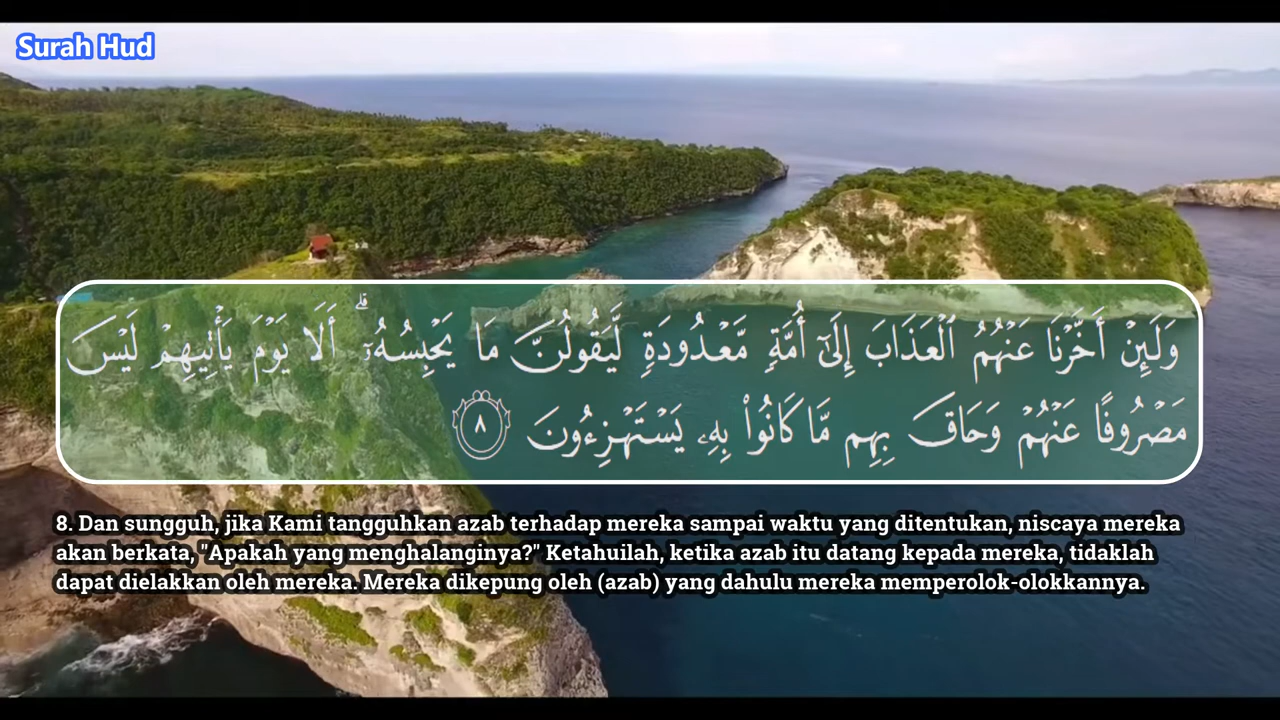 Surah Hud
وَلَئِنْ أَخَّرْنَا عَنْهُمُ ٱلْعَذَابَ إِلَىٰٓ أُمَّةٍ مَّعْدُودَةٍ لَّيَقُولُنَّ مَا يَحْبِسُهُۥٓ ۗ أَلَا يَوْمَ يَأْتِيهِمْ لَيْسَ
مَصْرُوفًا عَنْهُمْ وَحَاقَ بِهِم مَّا كَانُوا۟ بِهِۦ يَسْتَهْزِءُونَ ٨
8. Dan sungguh, jika Kami tangguhkan azab terhadap mereka sampai waktu yang ditentukan, niscaya mereka
akan berkata, "Apakah yang menghalanginya?" Ketahuilah, ketika azab itu datang kepada mereka, tidaklah
dapat dielakkan oleh mereka. Mereka dikepung oleh (azab) yang dahulu mereka memperolok-olokkannya.